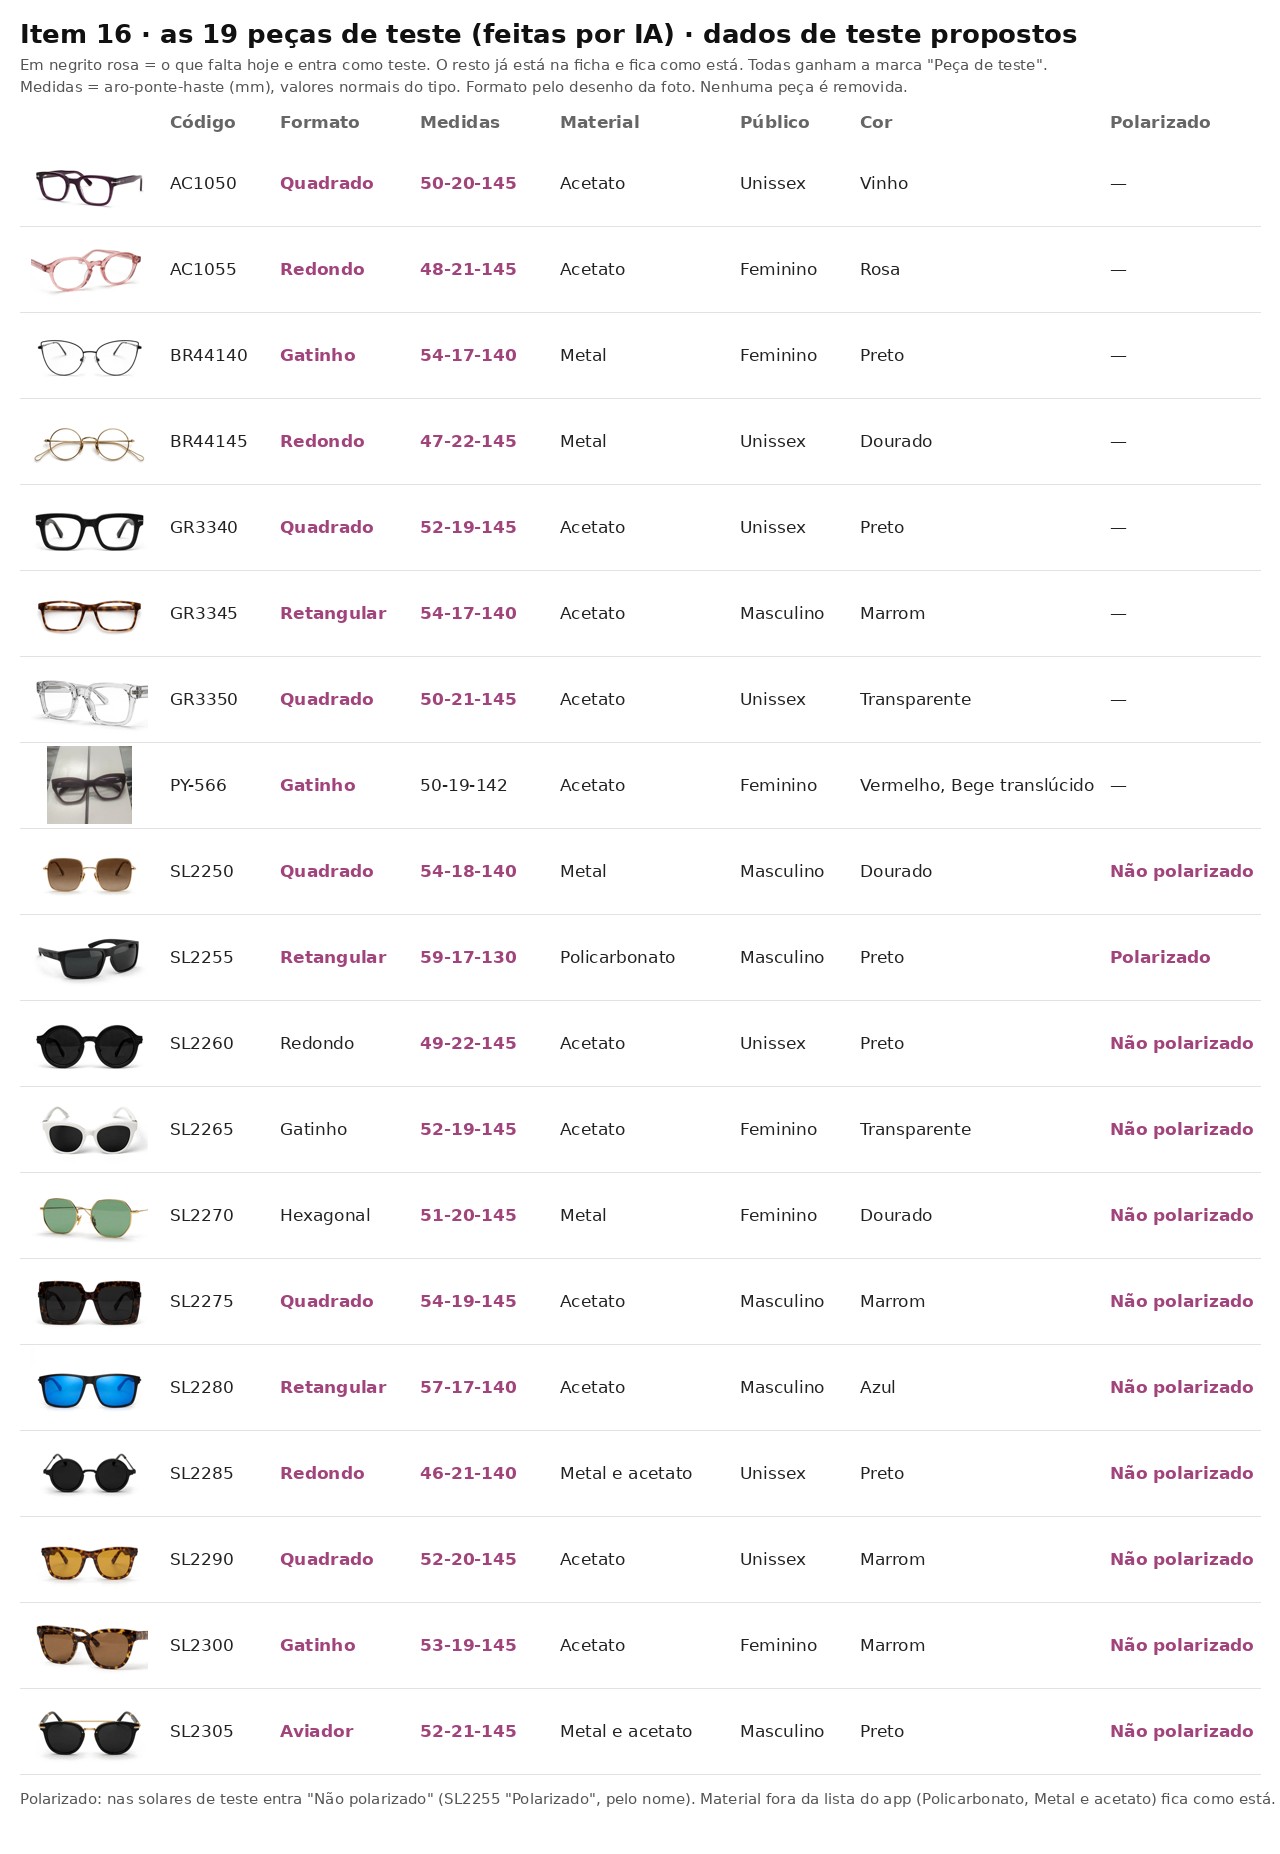 Item 16 · as 19 peças de teste (feitas por IA) · dados de teste propostos
Em negrito rosa = o que falta hoje e entra como teste. O resto já está na ficha e fica como está. Todas ganham a marca "Peça de teste".
Medidas = aro-ponte-haste (mm), valores normais do tipo. Formato pelo desenho da foto. Nenhuma peça é removida.
Código Formato Medidas Material Público Cor Polarizado
AC1050 Quadrado 50-20-145 Acetato Unissex Vinho —
AC1055 Redondo 48-21-145 Acetato Feminino Rosa —
BR44140 Gatinho 54-17-140 Metal Feminino Preto —
BR44145 Redondo 47-22-145 Metal Unissex Dourado —
GR3340 Quadrado 52-19-145 Acetato Unissex Preto —
GR3345 Retangular 54-17-140 Acetato Masculino Marrom —
GR3350 Quadrado 50-21-145 Acetato Unissex Transparente —
PY-566 Gatinho 50-19-142 Acetato Feminino Vermelho, Bege translúcido —
SL2250 Quadrado 54-18-140 Metal Masculino Dourado Não polarizado
SL2255 Retangular 59-17-130 Policarbonato Masculino Preto Polarizado
SL2260 Redondo 49-22-145 Acetato Unissex Preto Não polarizado
SL2265 Gatinho 52-19-145 Acetato Feminino Transparente Não polarizado
SL2270 Hexagonal 51-20-145 Metal Feminino Dourado Não polarizado
SL2275 Quadrado 54-19-145 Acetato Masculino Marrom Não polarizado
SL2280 Retangular 57-17-140 Acetato Masculino Azul Não polarizado
SL2285 Redondo 46-21-140 Metal e acetato Unissex Preto Não polarizado
SL2290 Quadrado 52-20-145 Acetato Unissex Marrom Não polarizado
SL2300 Gatinho 53-19-145 Acetato Feminino Marrom Não polarizado
SL2305 Aviador 52-21-145 Metal e acetato Masculino Preto Não polarizado
Polarizado: nas solares de teste entra "Não polarizado" (SL2255 "Polarizado", pelo nome). Material fora da lista do app (Policarbonato, Metal e acetato) fica como está.